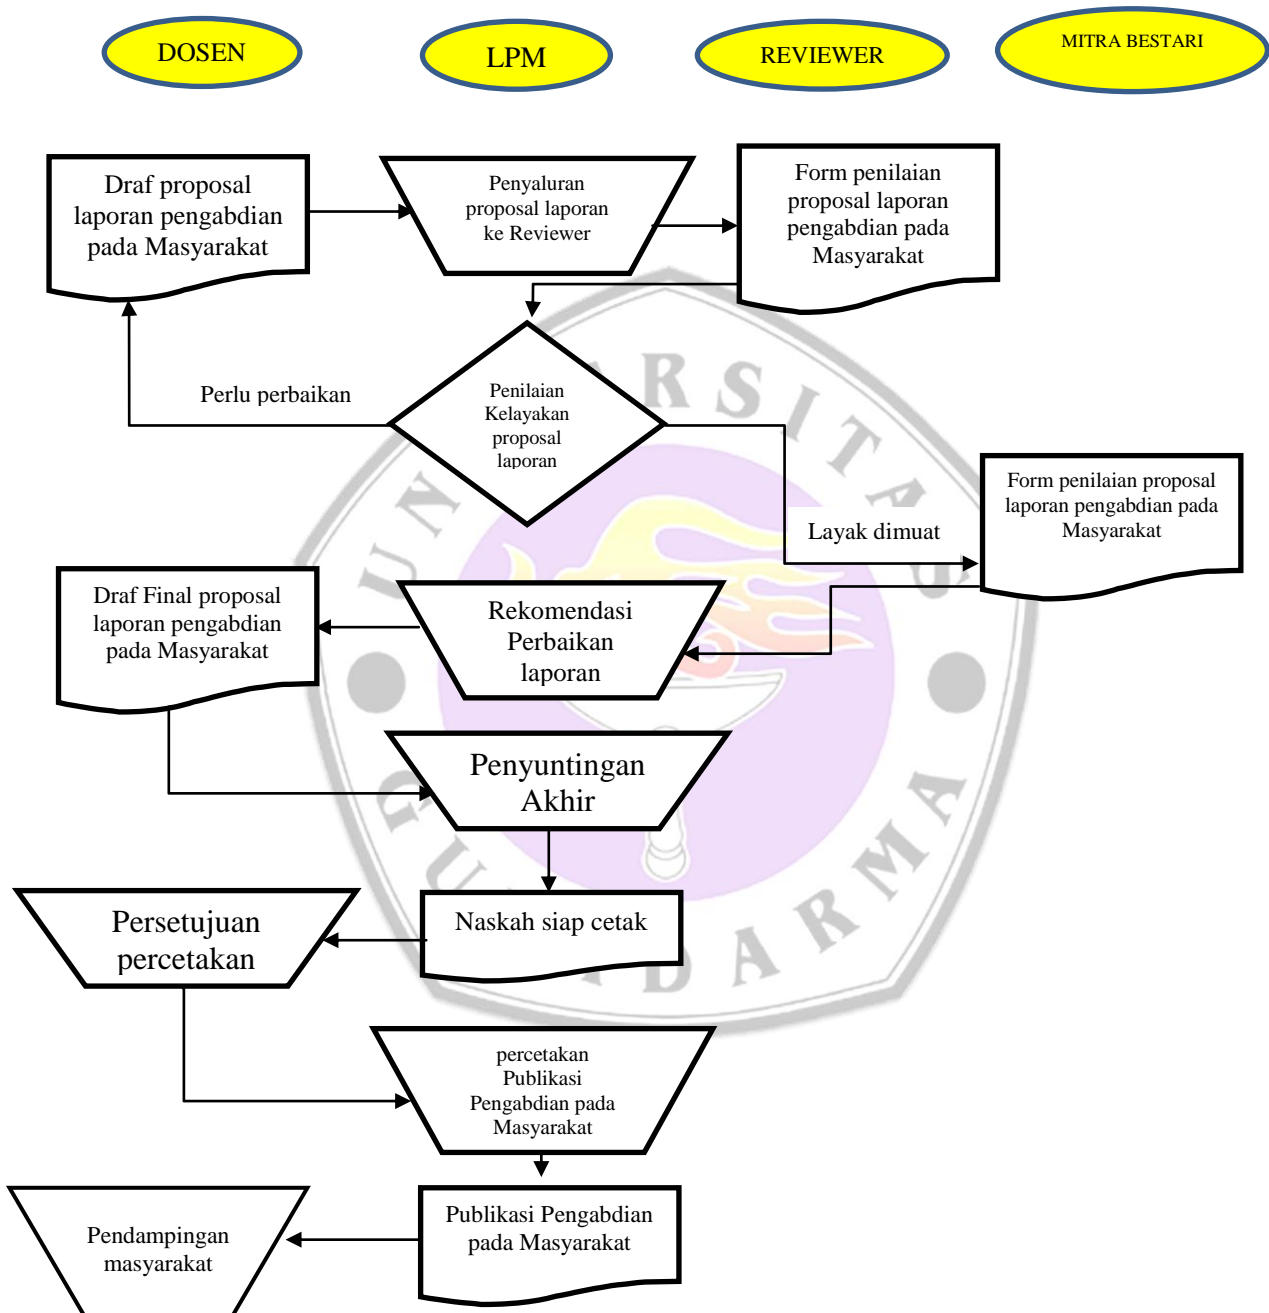 DOSEN
LPM
REVIEWER
MITRA BESTARI
Draf proposal
laporan pengabdian
pada Masyarakat
Penyaluran
proposal laporan
ke Reviewer
Form penilaian
proposal laporan
pengabdian pada
Masyarakat
Perlu perbaikan
Penilaian
Kelayakan
proposal
laporan
Layak dimuat
Form penilaian proposal
laporan pengabdian pada
Masyarakat
Draf Final proposal
laporan pengabdian
pada Masyarakat
Rekomendasi
Perbaikan
laporan
Penyuntingan
Akhir
Persetujuan
percetakan
Naskah siap cetak
percetakan
Publikasi
Pengabdian pada
Masyarakat
Pendampingan
masyarakat
Publikasi Pengabdian
pada Masyarakat